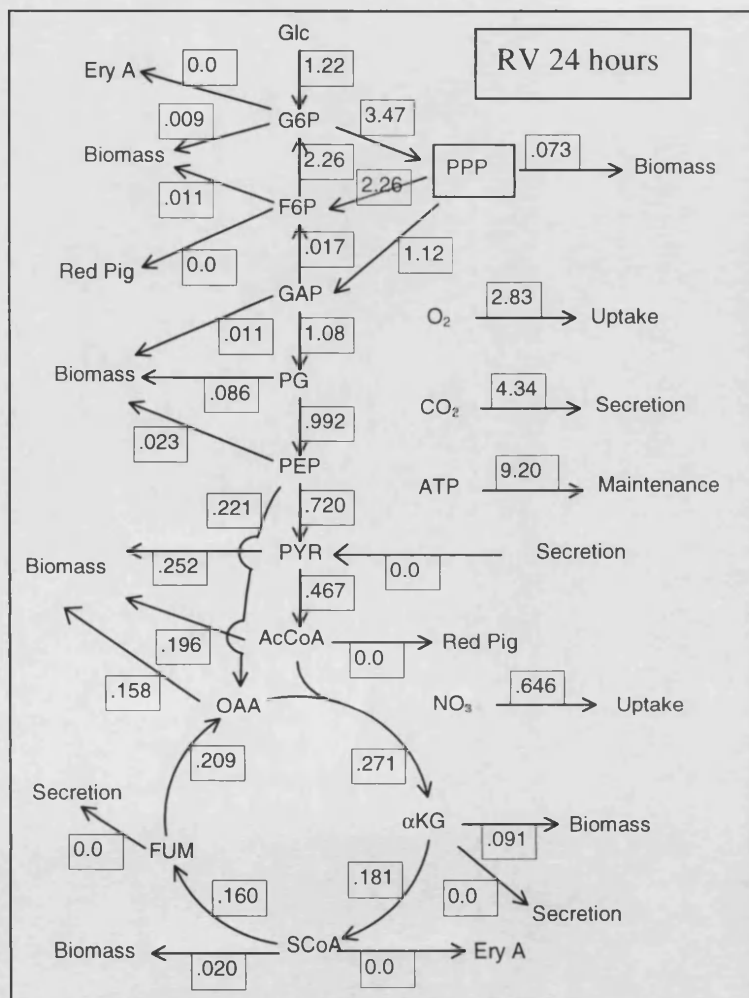 Glc
RV 24 hours
Ery A
0.0
1.22
.009
G6P
3.47
Biomass
2.26
PPP
.073
Biomass
.011
2.26
F6P
Red Pig
0.0
.017
1.12
GAP
O₂
2.83
Uptake
.011
1.08
Biomass
.086
PG
CO₂
4.34
Secretion
.023
.992
PEP
ATP
9.20
Maintenance
.221
.720
Biomass
.252
PYR
0.0
Secretion
.467
.196
AcCoA
0.0
Red Pig
.158
OAA
NO₃
.646
Uptake
.209
.271
Secretion
0.0
FUM
αKG
.091
Biomass
.160
.181
0.0
Secretion
Biomass
.020
SCoA
0.0
Ery A